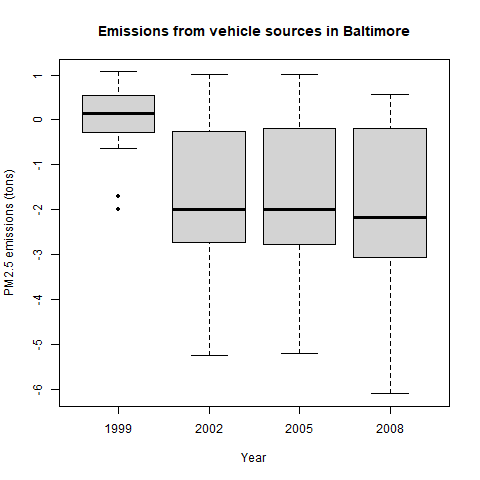 Emissions from vehicle sources in Baltimore
PM2.5 emissions (tons)
1
0
-1
-2
-3
-4
-5
-6
1999 2002 2005 2008
Year